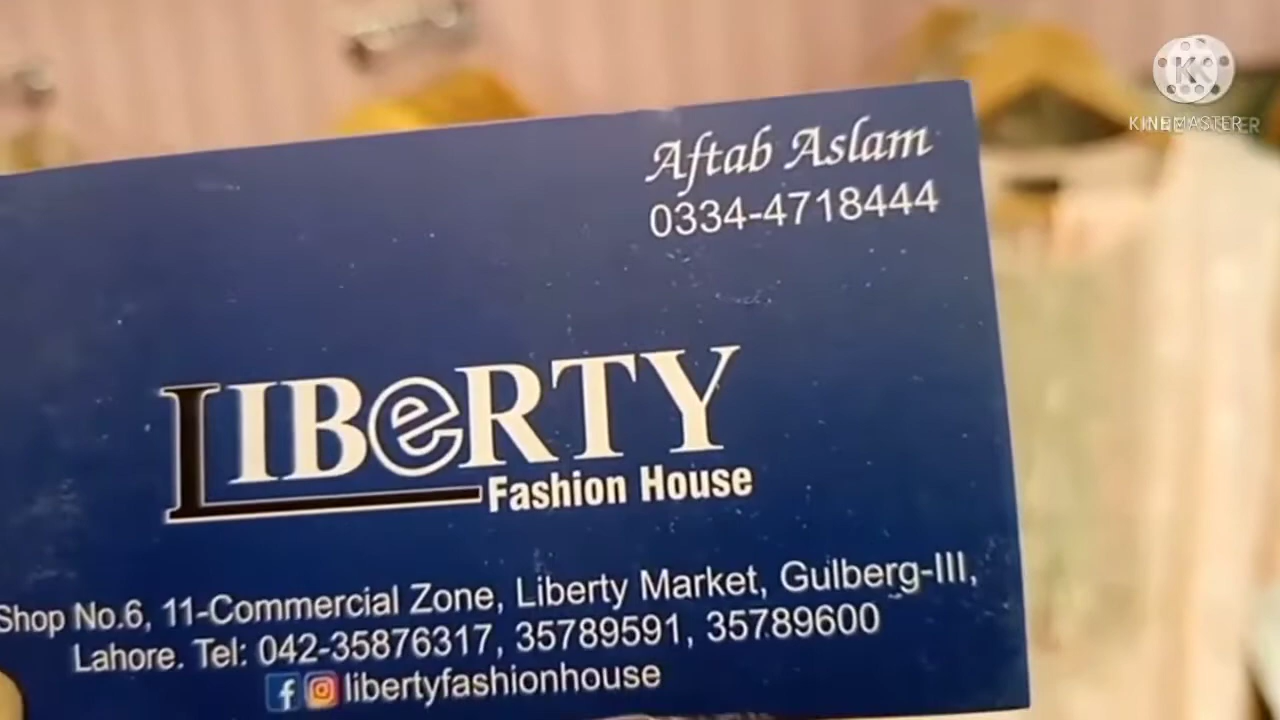 Aftab Aslam
0334-4718444
LIBeRTY
Fashion House
Shop No.6, 11-Commercial Zone, Liberty Market, Gulberg-III,
Lahore. Tel: 042-35876317, 35789591, 35789600
libertyfashionhouse
KINEMASTER